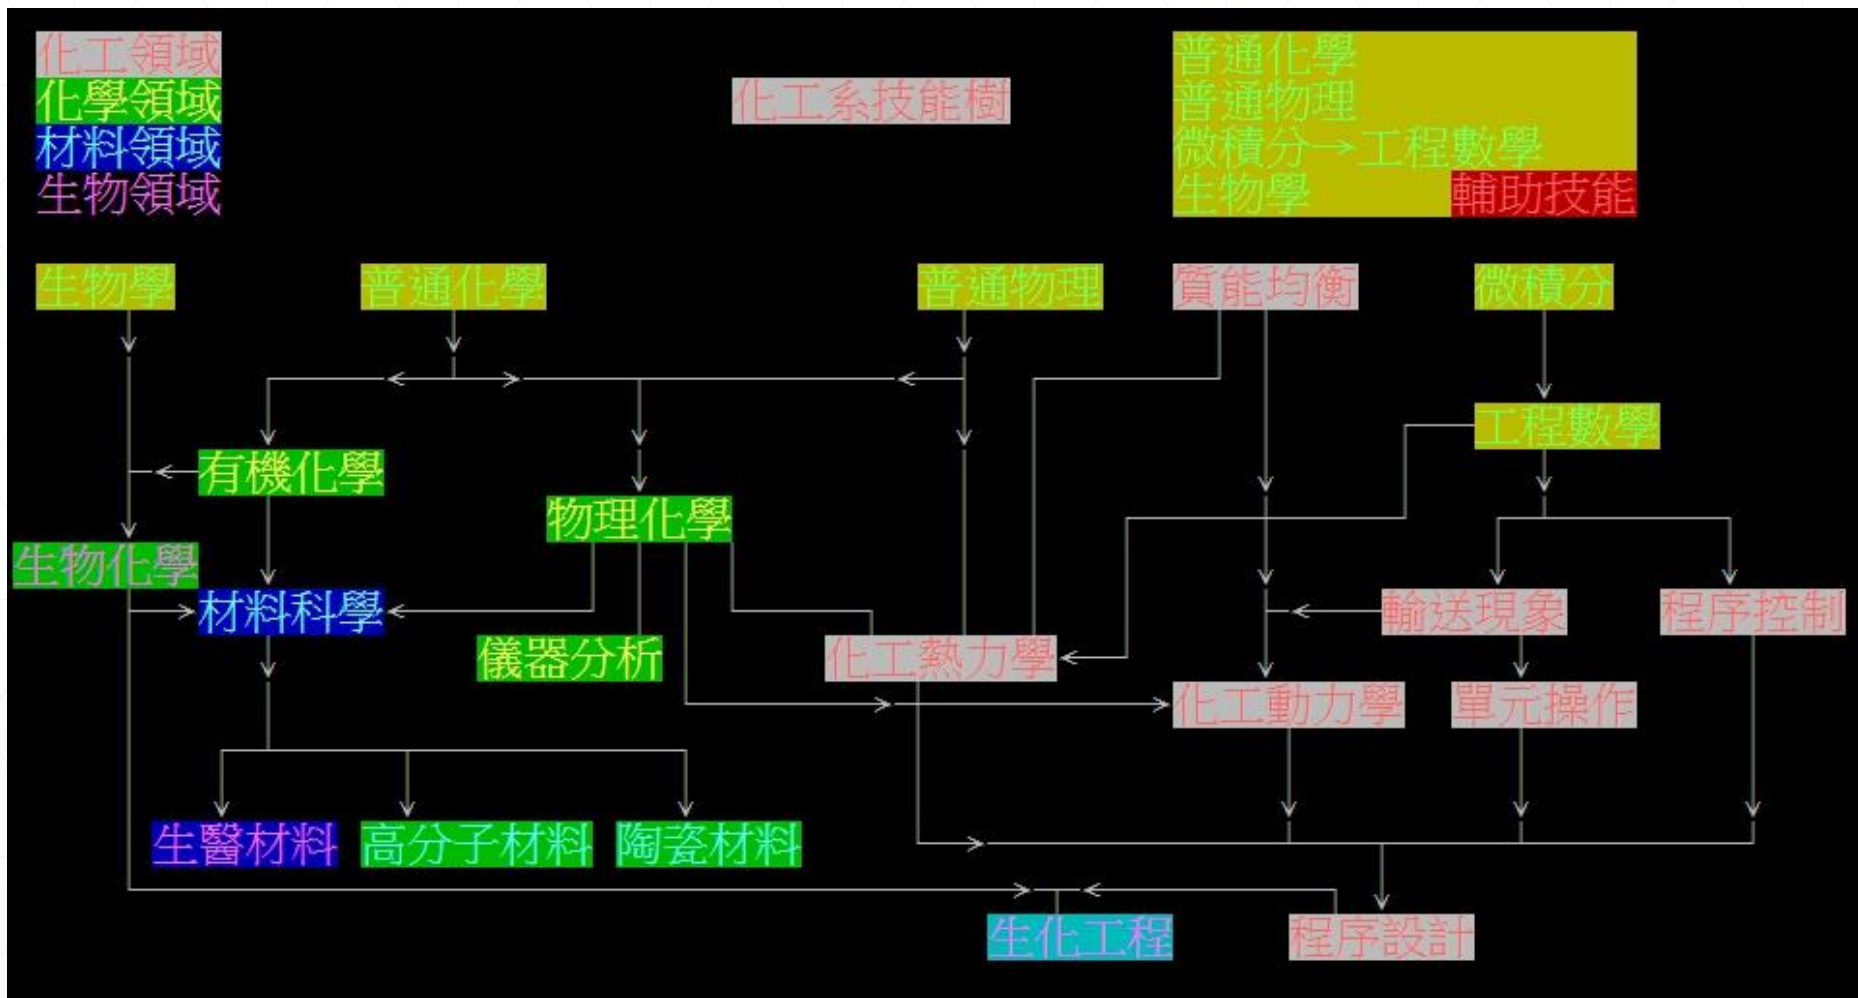 化工領域
化學領域
材料領域
生物領域
化工系技能樹
普通化學
普通物理
微積分→工程數學
生物學 輔助技能
生物學 普通化學 普通物理 質能均衡 微積分
工程數學
有機化學
物理化學
生物化學
材料科學 輸送現象 程序控制
儀器分析 化工熱力學
化工動力學 單元操作
生醫材料 高分子材料 陶瓷材料
生化工程 程序設計